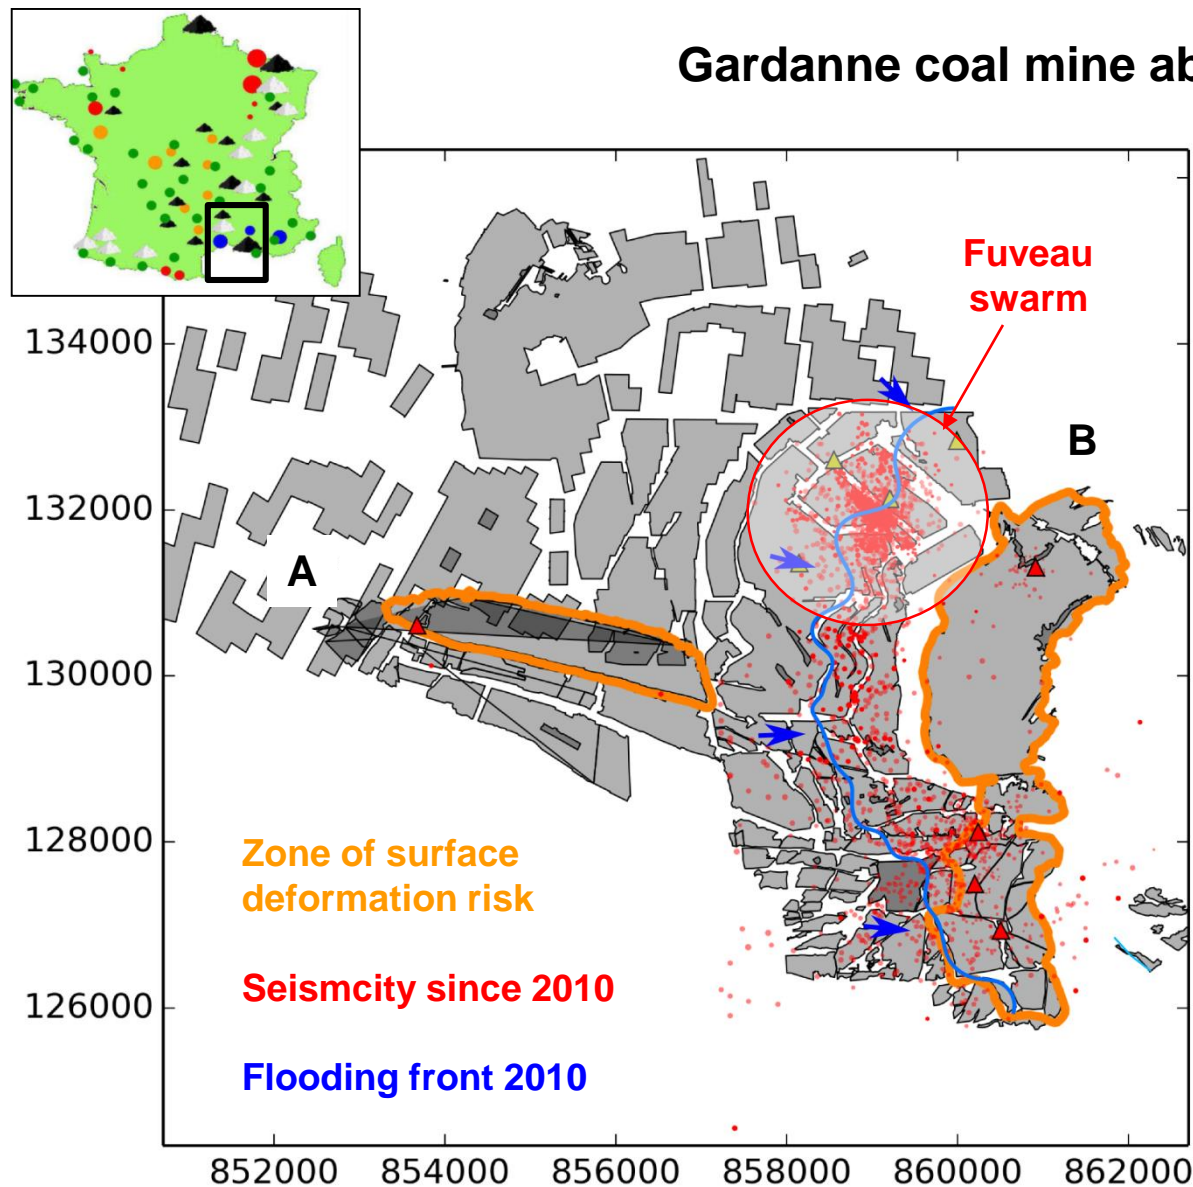 Gardanne coal mine ab
Fuveau
swarm
B
A
134000
132000
130000
128000
126000
Zone of surface
deformation risk
Seismcity since 2010
Flooding front 2010
852000
854000
856000
858000
860000
862000